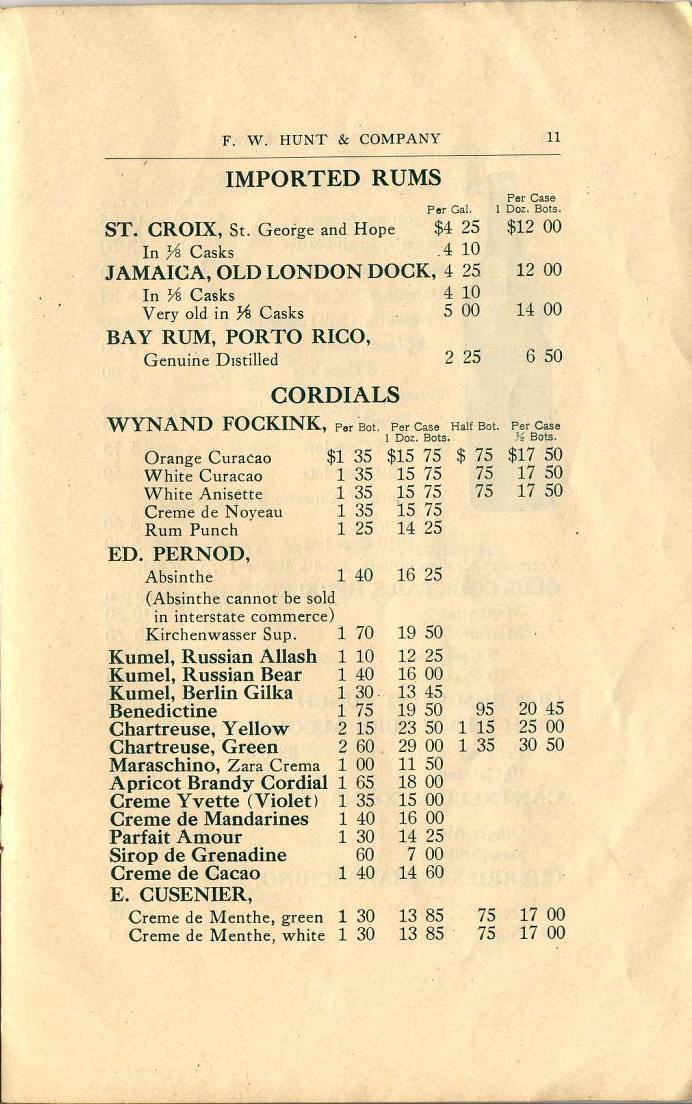 F. W. HUNT & COMPANY 11
IMPORTED RUMS
Per Gal. Per Case 1 Doz. Bots.
ST. CROIX, St. George and Hope $4 25 $12 00
In ⅛ Casks 4 10
JAMAICA, OLD LONDON DOCK, 4 25 12 00
In ⅛ Casks 4 10
Very old in ⅛ Casks 5 00 14 00
BAY RUM, PORTO RICO,
Genuine Distilled 2 25 6 50
CORDIALS
WYNAND FOCKINK, Per Bot. Per Case 1 Doz. Bots. Half Bot. Per Case ½ Bots.
Orange Curacao $1 35 $15 75 $ 75 $17 50
White Curacao 1 35 15 75 75 17 50
White Anisette 1 35 15 75 75 17 50
Creme de Noyeau 1 35 15 75
Rum Punch 1 25 14 25
ED. PERNOD,
Absinthe 1 40 16 25
(Absinthe cannot be sold
in interstate commerce)
Kirchenwasser Sup. 1 70 19 50
Kumel, Russian Allash 1 10 12 25
Kumel, Russian Bear 1 40 16 00
Kumel, Berlin Gilka 1 30 13 45
Benedictine 1 75 19 50 95 20 45
Chartreuse, Yellow 2 15 23 50 1 15 25 00
Chartreuse, Green 2 60 29 00 1 35 30 50
Maraschino, Zara Crema 1 00 11 50
Apricot Brandy Cordial 1 65 18 00
Creme Yvette (Violet) 1 35 15 00
Creme de Mandarines 1 40 16 00
Parfait Amour 1 30 14 25
Sirop de Grenadine 60 7 00
Creme de Cacao 1 40 14 60
E. CUSENIER,
Creme de Menthe, green 1 30 13 85 75 17 00
Creme de Menthe, white 1 30 13 85 75 17 00